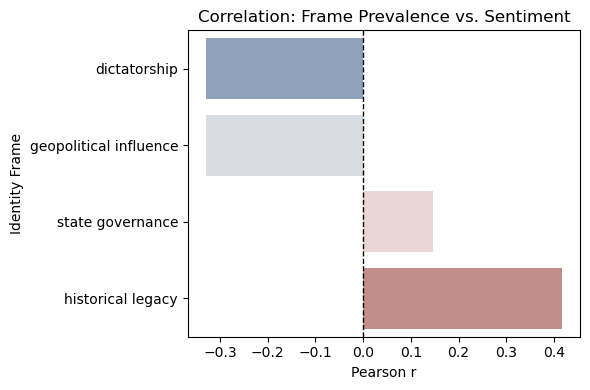 Correlation: Frame Prevalence vs. Sentiment
Identity Frame
dictatorship
geopolitical influence
state governance
historical legacy
−0.3 −0.2 −0.1 0.0 0.1 0.2 0.3 0.4
Pearson r